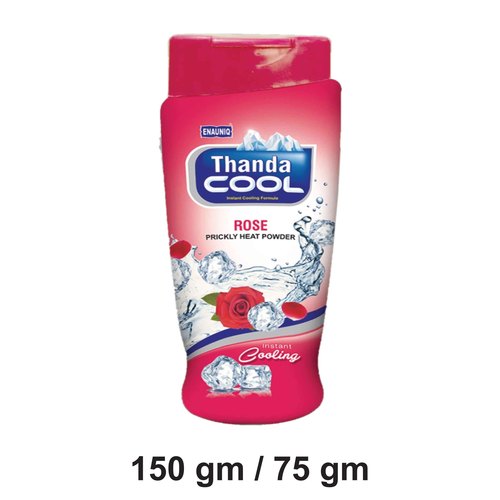 ENAUNIQ
Thanda
COOL
Instant Cooling Formula
ROSE
PRICKLY HEAT POWDER
instant
Cooling
150 gm / 75 gm